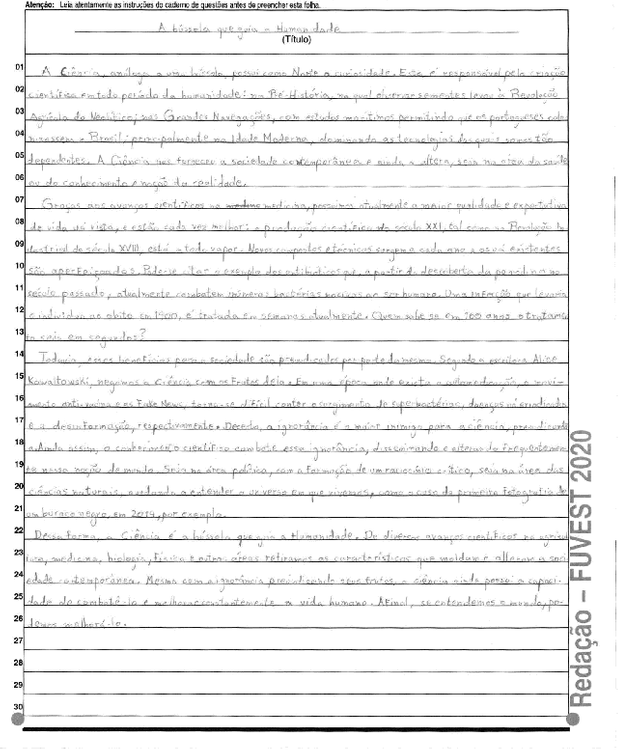 Atenção: Leia atentamente as instruções do caderno de questões antes de preencher esta folha.
A bússola que guia a Humanidade
(Título)
01 A Ciência, análoga a uma bússola, possui como Norte a curiosidade. Esta, é responsável pela criação
02 científica em todo período da humanidade: na Pré-História, na qual observar sementes levou à Revolução
03 Agrícola do Neolítico; nas Grandes Navegações, com estudos marítimos permitindo que os portugueses
04 o Brasil; principalmente na Idade Moderna, dominando as tecnologias das quais somos tão
05 dependentes. A Ciência nos forneceu a sociedade contemporânea e ainda a altera, seja na área da saúde
06 ou do conhecimento e noção da realidade.
07 Graças aos avanços científicos na medicina, possuímos atualmente a maior qualidade e expectativa
08 de vida já vista, e estão cada vez melhor: a produção científica do século XXI, tal como na Revolução In-
09 dustrial do século XVIII, está a todo vapor. Novos compostos e técnicas surgem a cada ano e os já existentes
10 são aperfeiçoados. Pode-se citar o exemplo dos antibióticos que, a partir da descoberta da penicilina no
11 século passado, atualmente combatem inúmeras bactérias nocivas ao ser humano. Uma infecção que levaria
12 o indivíduo ao óbito em 1900, é tratada em semanas atualmente. Quem sabe se em 100 anos o tratamen-
13 to caia em segundos?
14 Todavia, esses benefícios para a sociedade são prejudicados por parte da mesma. Segundo a escritora Alice
15 Kowaltowski, negamos a Ciência com os frutos dela. Em uma época onde existe a automedicação, o movi-
16 mento antivacina e as Fake News, torna-se difícil conter o surgimento de superbactérias, doenças já erradicadas
17 e a desinformação, respectivamente. Decerto, a ignorância é o maior inimigo para a ciência,
18 Ainda assim, o conhecimento científico combate essa ignorância, disseminando e alterando frequentemen-
19 te nossa noção de mundo. Seja na área política, com a formação de um raciocínio crítico, seja na área das
20 ciências naturais, ajudando a entender o universo em que vivemos, como o caso da primeira fotografia de
21 um buraco negro, em 2019, por exemplo.
22 Dessa forma, a Ciência é a bússola que guia a Humanidade. De diversos avanços científicos na agricul-
23 tura, medicina, biologia, física e outras áreas retiramos as características que moldam e alteram a soci-
24 edade contemporânea. Mesmo com a ignorância prejudicando seus frutos, a ciência ainda possui a capaci-
25 dade de combatê-la e melhorar constantemente a vida humana. Afinal, se entendemos o mundo, po-
26 demos melhorá-lo.
27
28
29
30
Redação – FUVEST 2020